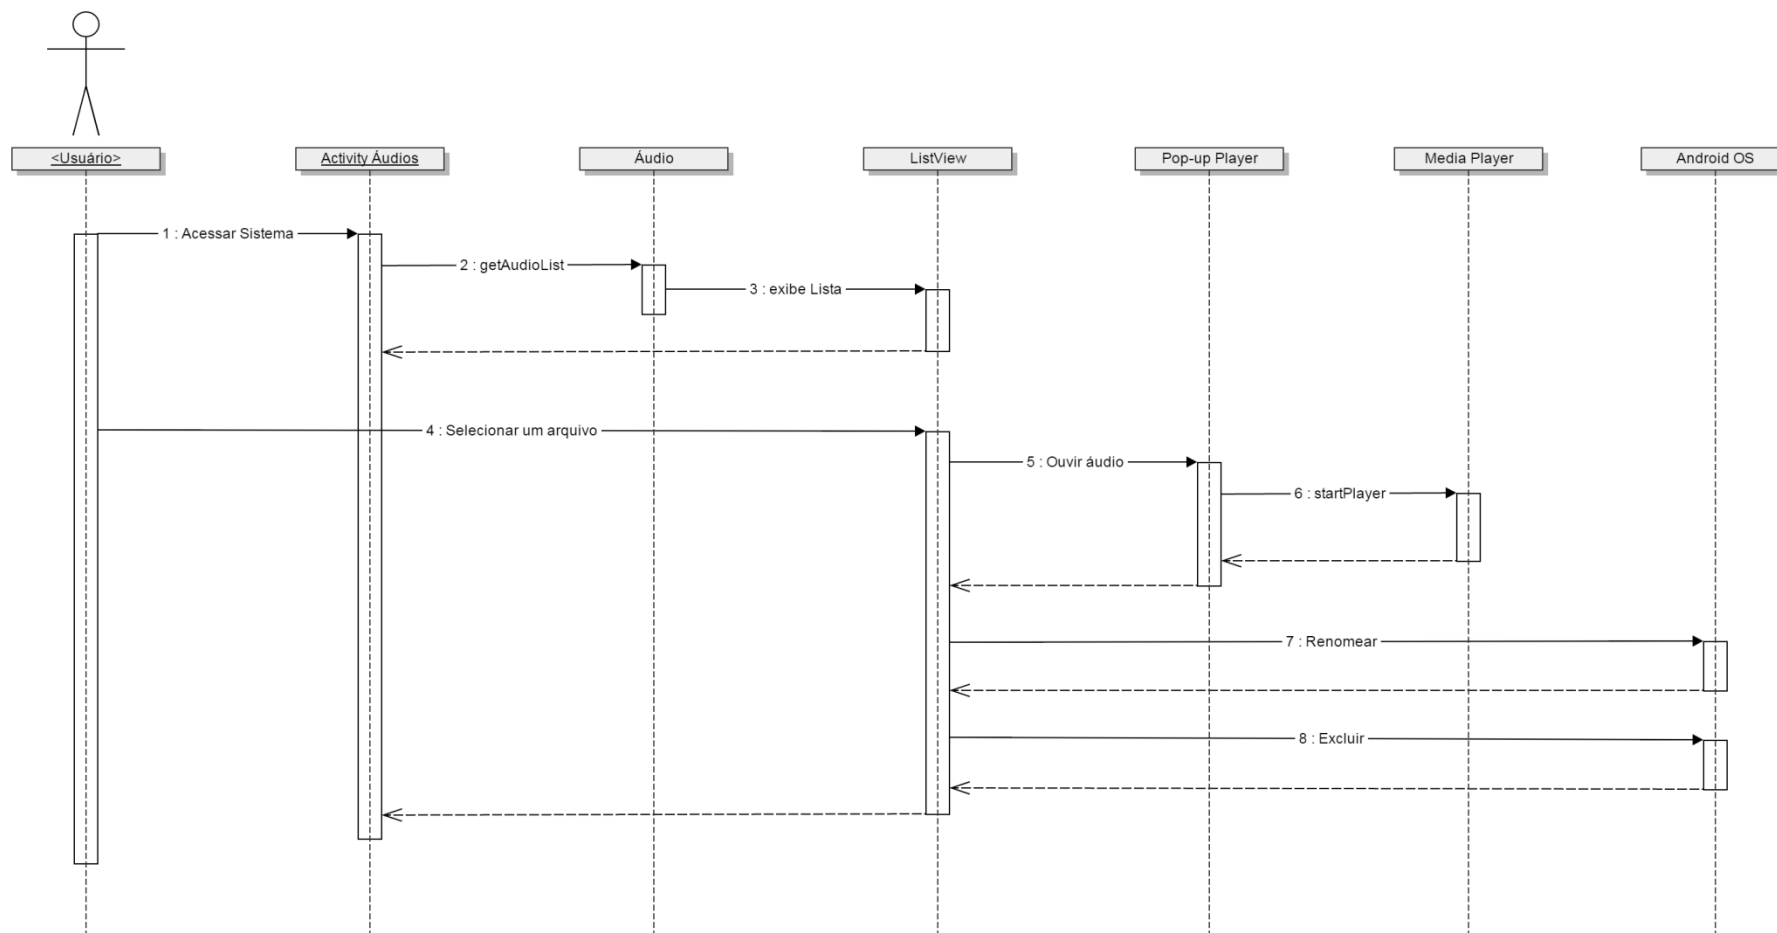 <Usuário>
Activity Áudios
Áudio
ListView
Pop-up Player
Media Player
Android OS
1 : Acessar Sistema
2 : getAudioList
3 : exibe Lista
4 : Selecionar um arquivo
5 : Ouvir áudio
6 : startPlayer
7 : Renomear
8 : Excluir